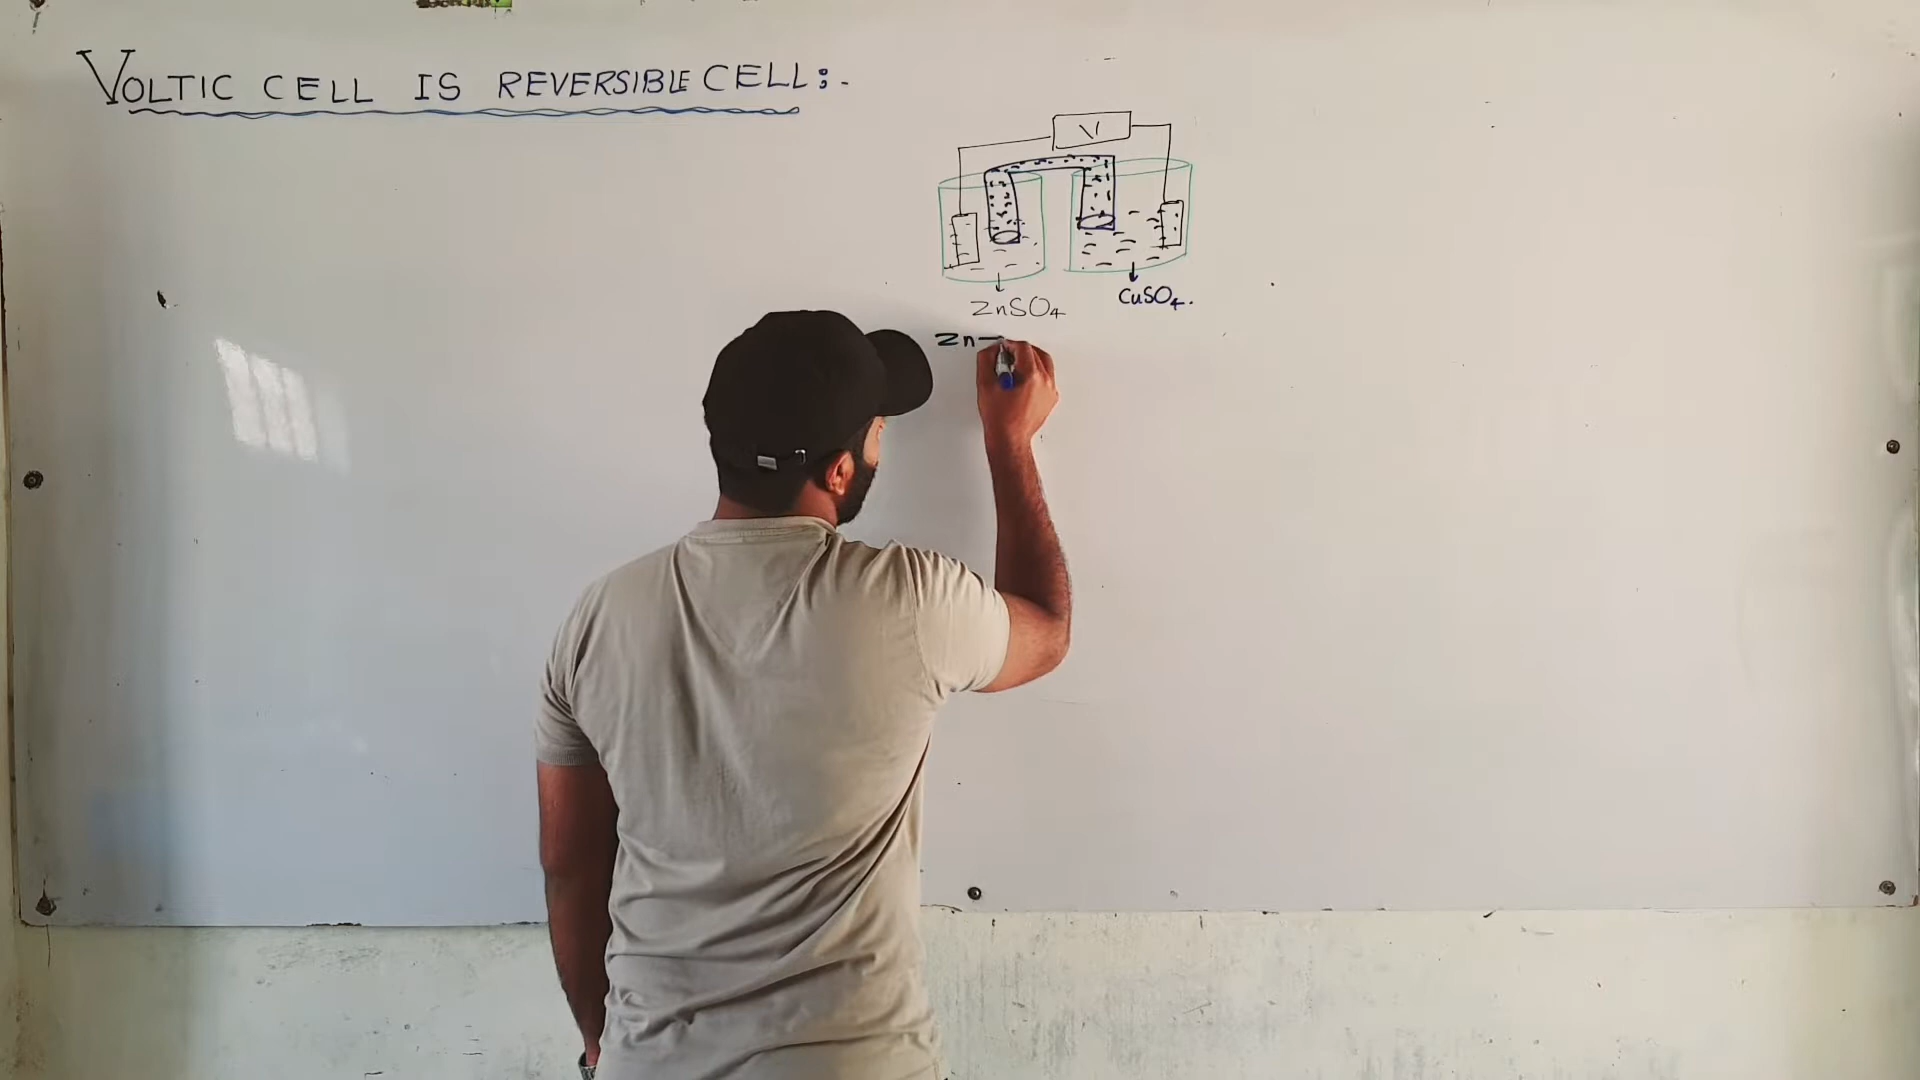 VOLTIC CELL IS REVERSIBLE CELL:-
V
ZnSO4
CuSO4.
Zn-